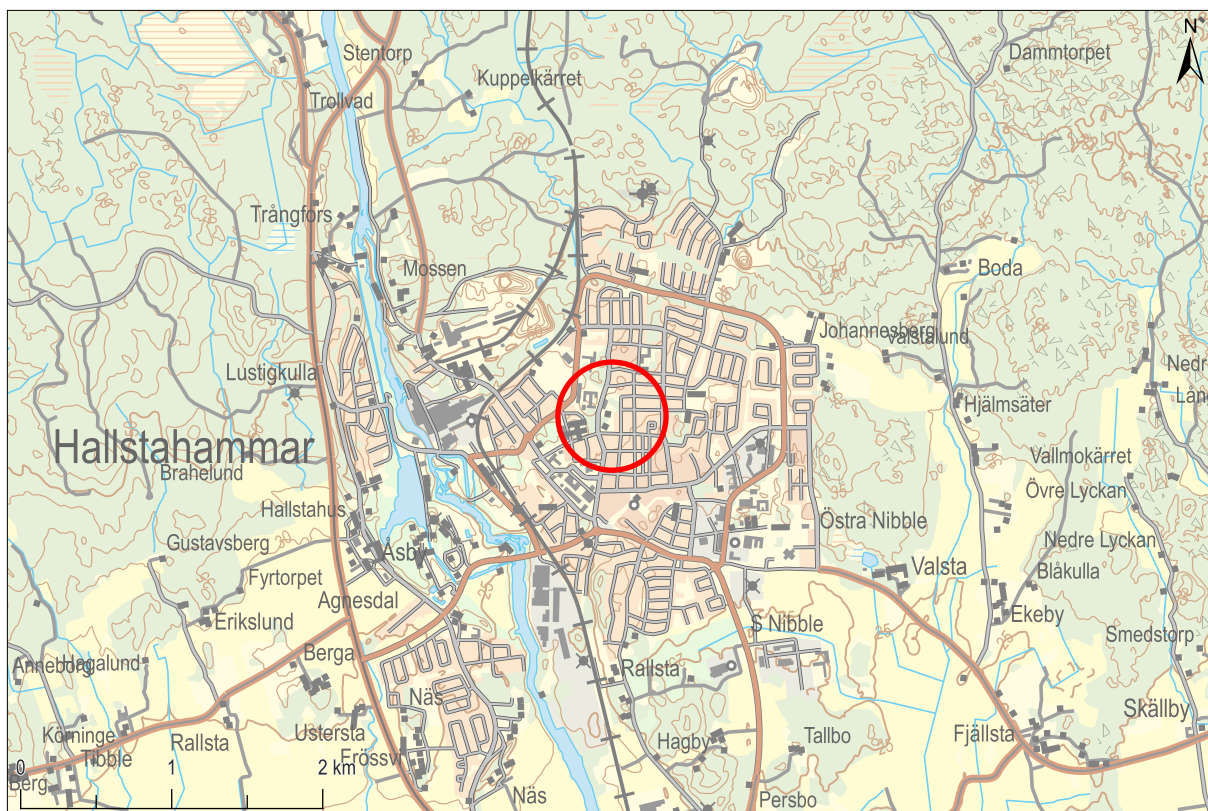 N
Dammtorpet
Stentorp
Kuppelkärret
Trollvad
Trångfors
Mossen
Boda
Johannesberg
Valstalund
Nedre
Lustigkulla
Hjälmsäter
Hallstahammar
Brahelund
Vallmokärret
Övre Lyckan
Hallstahus
Östra Nibble
Gustavsberg
Åsby
Nedre Lyckan
Fyrtorpet
Valsta
Blåkulla
Agnesdal
Erikslund
Ekeby
S Nibble
Smedstorp
Berga
Hagalund
Rallsta
Näs
Skällby
Körninge
Rallsta
Ustersta
Hagby
Tallbo
Fjällsta
Tibble
Frössvi
0 1 2 km
Berg
Näs
Persbo